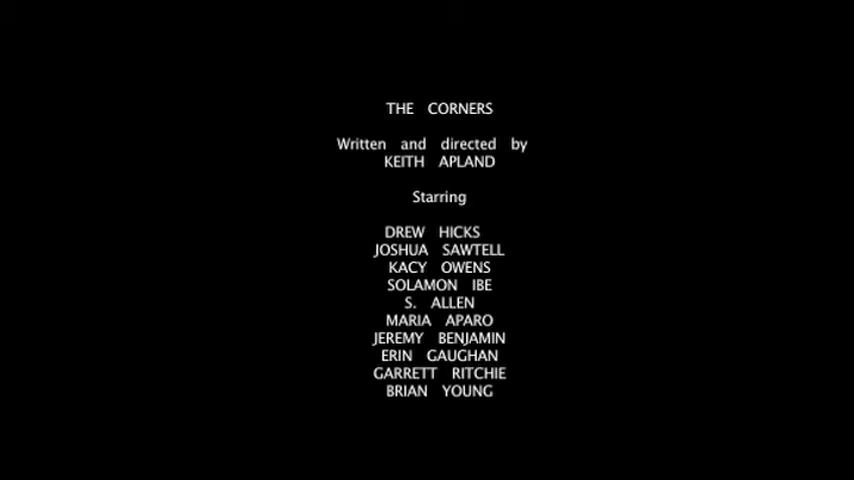 THE CORNERS
Written and directed by
KEITH APLAND
Starring
DREW HICKS
JOSHUA SAWTELL
KACY OWENS
SOLAMON IBE
S. ALLEN
MARIA APARO
JEREMY BENJAMIN
ERIN GAUGHAN
GARRETT RITCHIE
BRIAN YOUNG